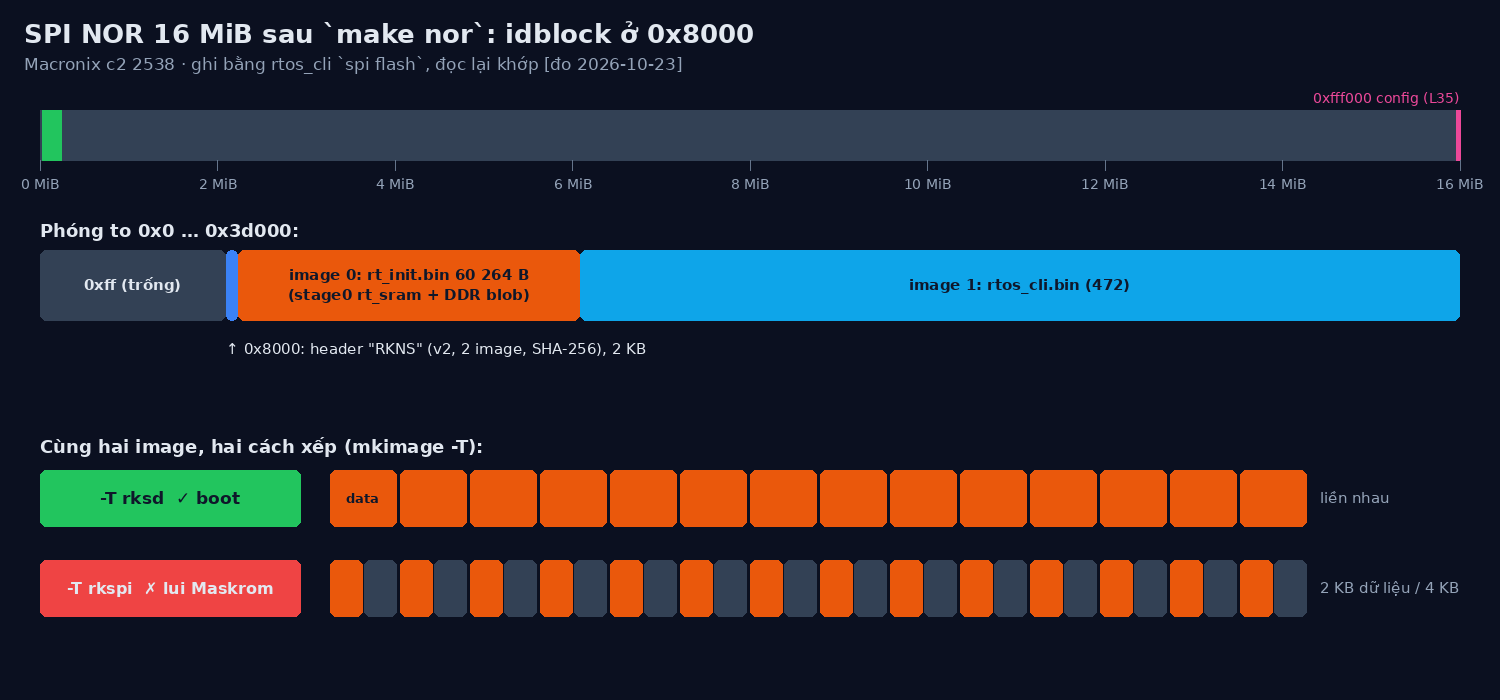 SPI NOR 16 MiB sau `make nor`: idblock ở 0x8000
Macronix c2 2538 · ghi bằng rtos_cli `spi flash`, đọc lại khớp [đo 2026-10-23]
0xfff000 config (L35)
0 MiB 2 MiB 4 MiB 6 MiB 8 MiB 10 MiB 12 MiB 14 MiB 16 MiB
Phóng to 0x0 … 0x3d000:
0xff (trống)
image 0: rt_init.bin 60 264 B
(stage0 rt_sram + DDR blob)
image 1: rtos_cli.bin (472)
↑ 0x8000: header "RKNS" (v2, 2 image, SHA-256), 2 KB
Cùng hai image, hai cách xếp (mkimage -T):
-T rksd ✓ boot
data
liền nhau
-T rkspi ✗ lui Maskrom
2 KB dữ liệu / 4 KB